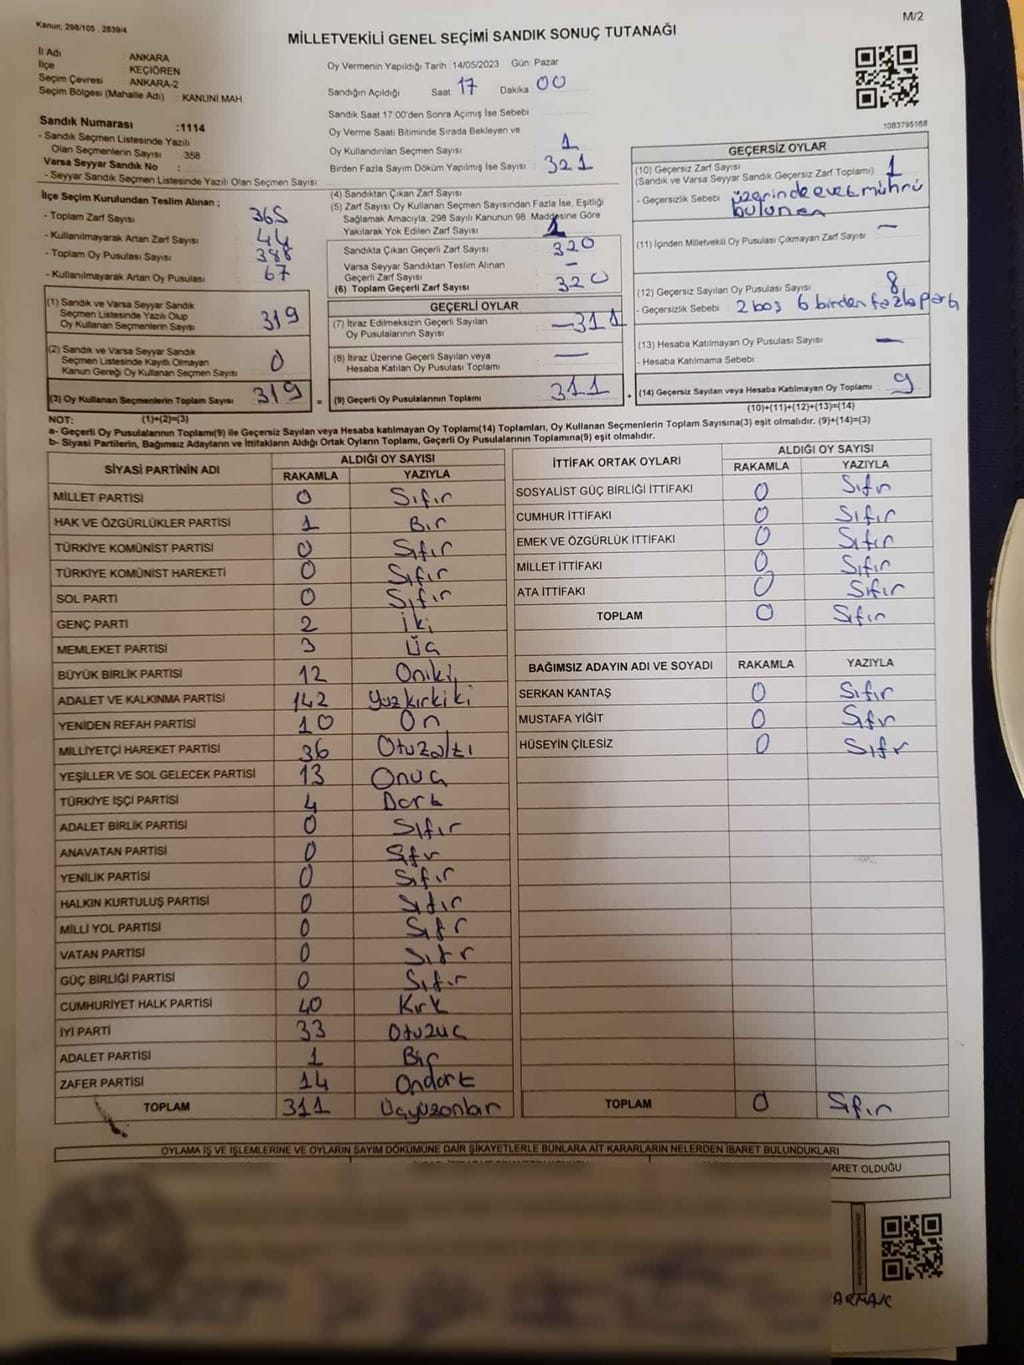 Kanun: 298/105 , 2839/4
M/2
MİLLETVEKİLİ GENEL SEÇİMİ SANDIK SONUÇ TUTANAĞI
İl Adı ANKARA
İlçe KEÇİÖREN
Seçim Çevresi ANKARA-2
Seçim Bölgesi (Mahalle Adı) : KANUNİ MAH
Oy Vermenin Yapıldığı Tarih :14/05/2023 Gün Pazar
Sandığın Açıldığı Saat 17 Dakika 00
Sandık Saat 17.00'den Sonra Açımış İse Sebebi
Oy Verme Saati Bitiminde Sırada Bekleyen ve
Oy Kullandırılan Seçmen Sayısı 1
Birden Fazla Sayım Döküm Yapılmış İse Sayısı : 321
1083795168
Sandık Numarası :1114
- Sandık Seçmen Listesinde Yazılı
Olan Seçmenlerin Sayısı 358
Varsa Seyyar Sandık No :
- Seyyar Sandık Seçmen Listesinde Yazılı Olan Seçmen Sayısı:
İlçe Seçim Kurulundan Teslim Alınan ;
- Toplam Zarf Sayısı 365
- Kullanılmayarak Artan Zarf Sayısı 44
- Toplam Oy Pusulası Sayısı 388
- Kullanılmayarak Artan Oy Pusulası 67
(1) Sandık ve Varsa Seyyar Sandık
Seçmen Listesinde Yazılı Olup
Oy Kullanan Seçmenlerin Sayısı 319
(2) Sandık ve Varsa Seyyar Sandık
Seçmen Listesinde Kayıtlı Olmayan
Kanun Gereği Oy Kullanan Seçmen Sayısı 0
(3) Oy Kullanan Seçmenlerin Toplam Sayısı 319 =
(4) Sandıktan Çıkan Zarf Sayısı
(5) Zarf Sayısı Oy Kullanan Seçmen Sayısından Fazla İse, Eşitliği
Sağlamak Amacıyla, 298 Sayılı Kanunun 98. Maddesine Göre
Yakılarak Yok Edilen Zarf Sayısı 1
Sandıkta Çıkan Geçerli Zarf Sayısı 320
Varsa Seyyar Sandıktan Teslim Alınan
Geçerli Zarf Sayısı —
(6) Toplam Geçerli Zarf Sayısı 320
GEÇERLİ OYLAR
(7) İtiraz Edilmeksizin Geçerli Sayılan
Oy Pusulalarının Sayısı —311
(8) İtiraz Üzerine Geçerli Sayılan veya
Hesaba Katılan Oy Pusulası Toplamı —
(9) Geçerli Oy Pusulalarının Toplamı 311 +
GEÇERSİZ OYLAR
(10) Geçersiz Zarf Sayısı 1
(Sandık ve Varsa Seyyar Sandık Geçersiz Zarf Toplamı)
- Geçersizlik Sebebi üzerinde evet mührü
bulunan
(11) İçinden Milletvekili Oy Pusulası Çıkmayan Zarf Sayısı —
(12) Geçersiz Sayılan Oy Pusulası Sayısı 8
- Geçersizlik Sebebi 2 boş 6 birden fazla parti
(13) Hesaba Katılmayan Oy Pusulası Sayısı —
- Hesaba Katılmama Sebebi
(14) Geçersiz Sayılan veya Hesaba Katılmayan Oy Toplamı 9
NOT: (1)+(2)=(3)
(10)+(11)+(12)+(13)=(14)
a- Geçerli Oy Pusulalarının Toplamı(9) ile Geçersiz Sayılan veya Hesaba Katılmayan Oy Toplamı(14) Toplamları, Oy Kullanan Seçmenlerin Toplam Sayısına(3) eşit olmalıdır. (9)+(14)=(3)
b- Siyasi Partilerin, Bağımsız Adayların ve İttifakların Aldığı Ortak Oyların Toplamı, Geçerli Oy Pusulalarının Toplamına(9) eşit olmalıdır.
SİYASİ PARTİNİN ADI ALDIĞI OY SAYISI
RAKAMLA YAZIYLA
MİLLET PARTİSİ 0 Sıfır
HAK VE ÖZGÜRLÜKLER PARTİSİ 1 Bir
TÜRKİYE KOMÜNİST PARTİSİ 0 Sıfır
TÜRKİYE KOMÜNİST HAREKETİ 0 Sıfır
SOL PARTİ 0 Sıfır
GENÇ PARTİ 2 İki
MEMLEKET PARTİSİ 3 Üç
BÜYÜK BİRLİK PARTİSİ 12 Oniki
ADALET VE KALKINMA PARTİSİ 142 Yüzkırkiki
YENİDEN REFAH PARTİSİ 10 On
MİLLİYETÇİ HAREKET PARTİSİ 36 Otuzaltı
YEŞİLLER VE SOL GELECEK PARTİSİ 13 Onüç
TÜRKİYE İŞÇİ PARTİSİ 4 Dört
ADALET BİRLİK PARTİSİ 0 Sıfır
ANAVATAN PARTİSİ 0 Sıfır
YENİLİK PARTİSİ 0 Sıfır
HALKIN KURTULUŞ PARTİSİ 0 Sıfır
MİLLİ YOL PARTİSİ 0 Sıfır
VATAN PARTİSİ 0 Sıfır
GÜÇ BİRLİĞİ PARTİSİ 0 Sıfır
CUMHURİYET HALK PARTİSİ 40 Kırk
İYİ PARTİ 33 Otuzüç
ADALET PARTİSİ 1 Bir
ZAFER PARTİSİ 14 Ondört
TOPLAM 311 Üçyüzonbir
İTTİFAK ORTAK OYLARI ALDIĞI OY SAYISI
RAKAMLA YAZIYLA
SOSYALİST GÜÇ BİRLİĞİ İTTİFAKI 0 Sıfır
CUMHUR İTTİFAKI 0 Sıfır
EMEK VE ÖZGÜRLÜK İTTİFAKI 0 Sıfır
MİLLET İTTİFAKI 0 Sıfır
ATA İTTİFAKI 0 Sıfır
TOPLAM 0 Sıfır
BAĞIMSIZ ADAYIN ADI VE SOYADI RAKAMLA YAZIYLA
SERKAN KANTAŞ 0 Sıfır
MUSTAFA YİĞİT 0 Sıfır
HÜSEYİN ÇİLESİZ 0 Sıfır
TOPLAM 0 Sıfır
OYLAMA İŞ VE İŞLEMLERİNE VE OYLARIN SAYIM DÖKÜMÜNE DAİR ŞİKAYETLERLE BUNLARA AİT KARARLARIN NELERDEN İBARET BULUNDUKLARI
ARET OLDUĞU
ARMAK